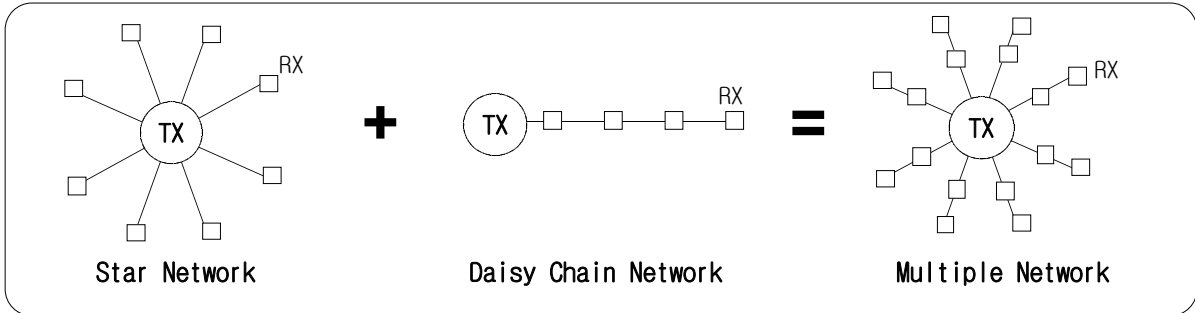 RX
TX
Star Network
+
RX
TX
Daisy Chain Network
=
RX
TX
Multiple Network